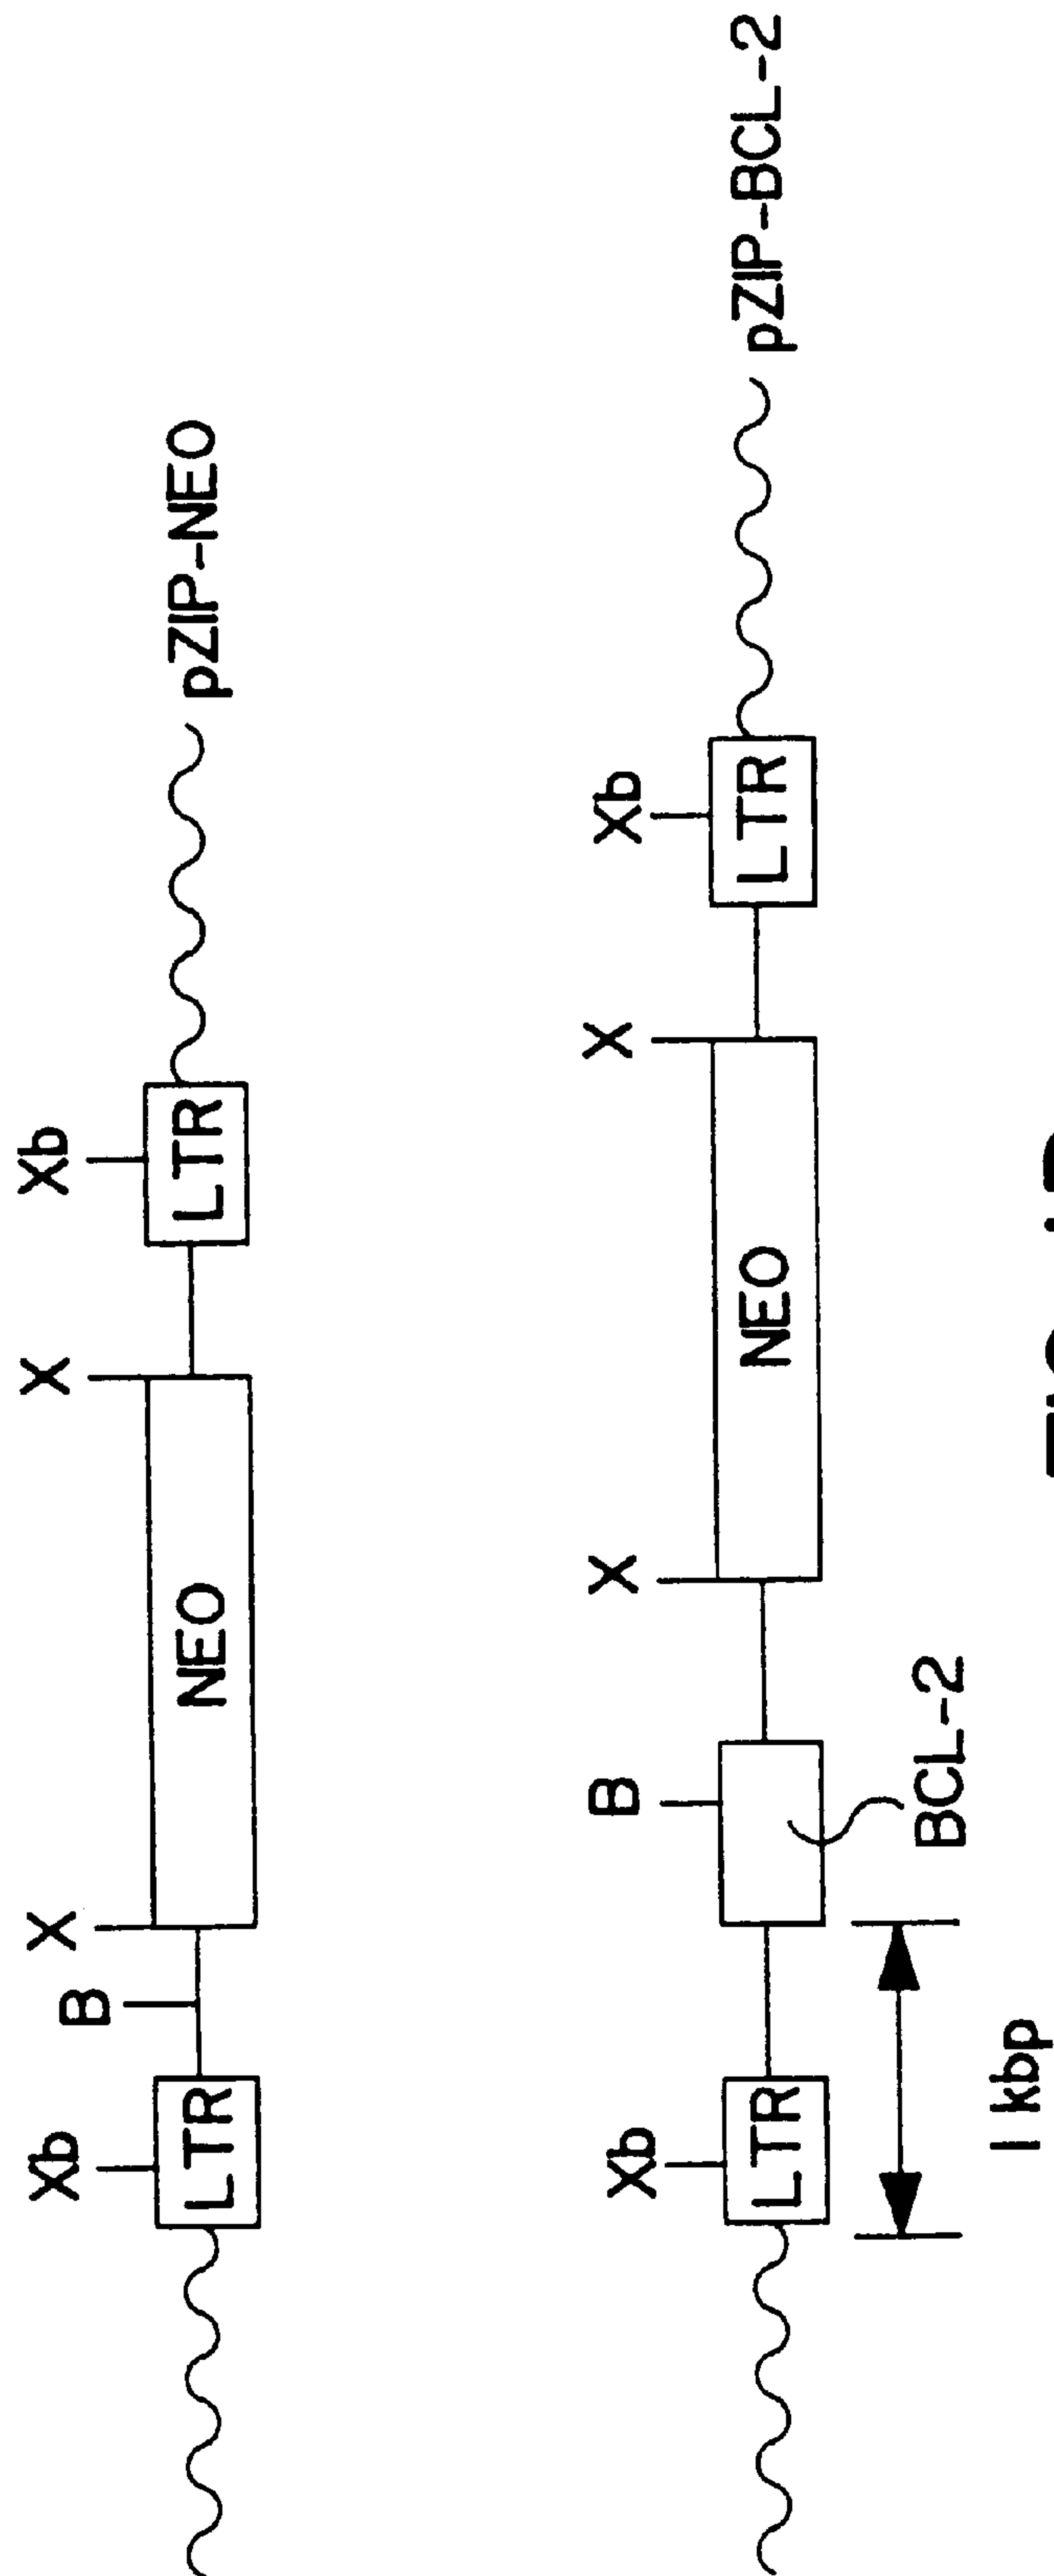 Xb
B
X
X
Xb
LTR
NEO
LTR
pZIP-NEO
Xb
B
X
X
Xb
LTR
NEO
LTR
pZIP-BCL-2
BCL-2
1 kbp